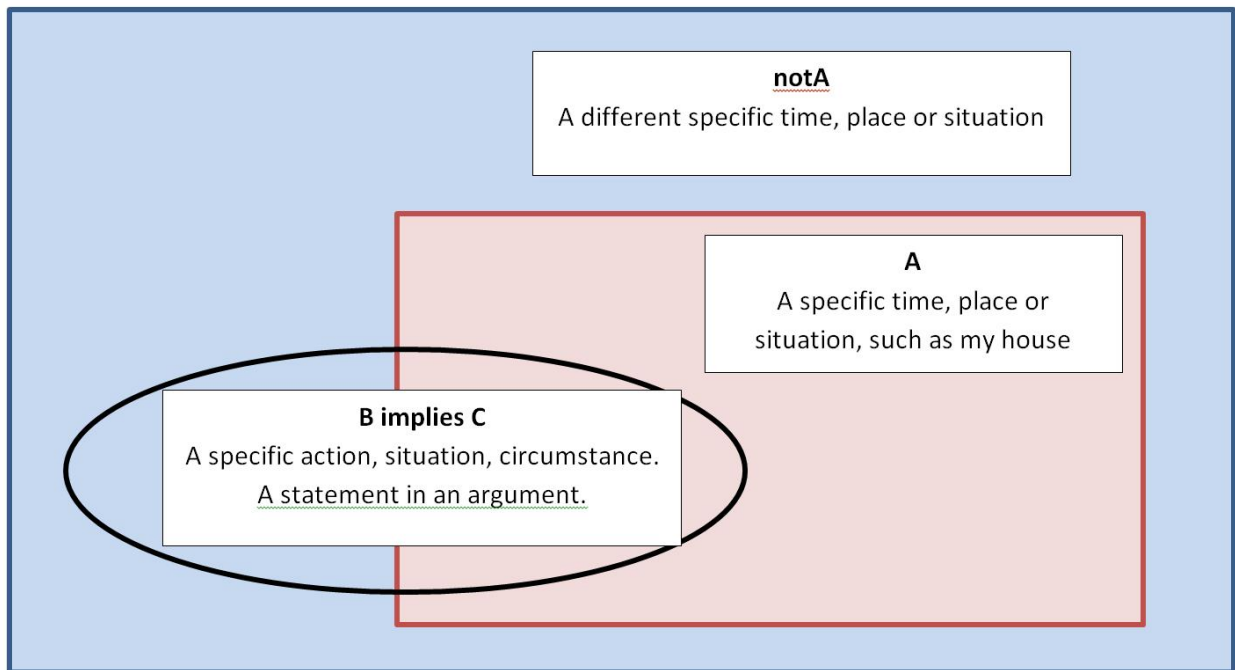 notA
A different specific time, place or situation
A
A specific time, place or
situation, such as my house
B implies C
A specific action, situation, circumstance.
A statement in an argument.